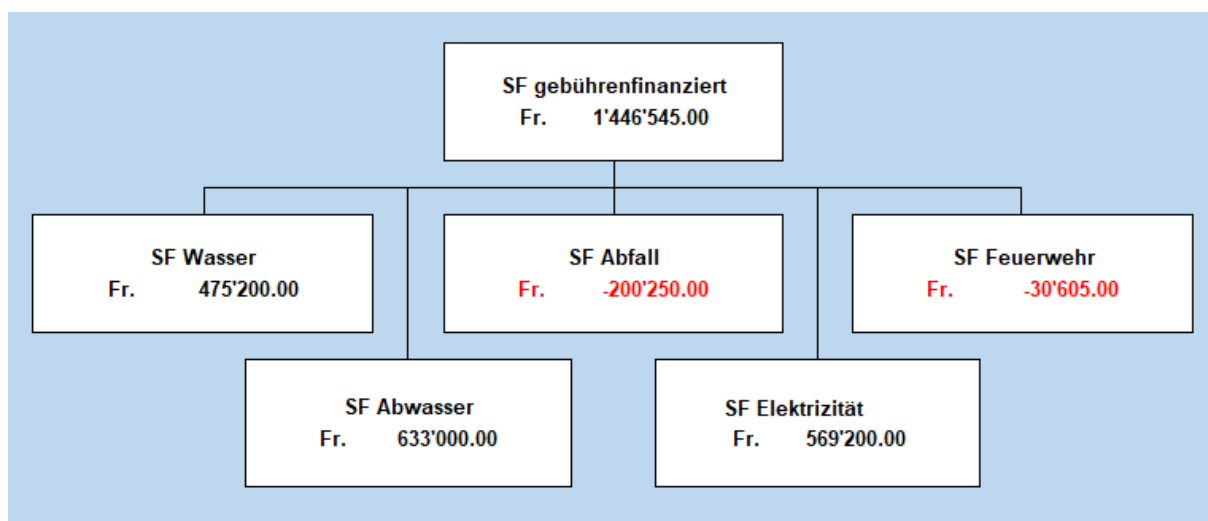 SF gebührenfinanziert
Fr. 1'446'545.00
SF Wasser
Fr. 475'200.00
SF Abfall
Fr. -200'250.00
SF Feuerwehr
Fr. -30'605.00
SF Abwasser
Fr. 633'000.00
SF Elektrizität
Fr. 569'200.00